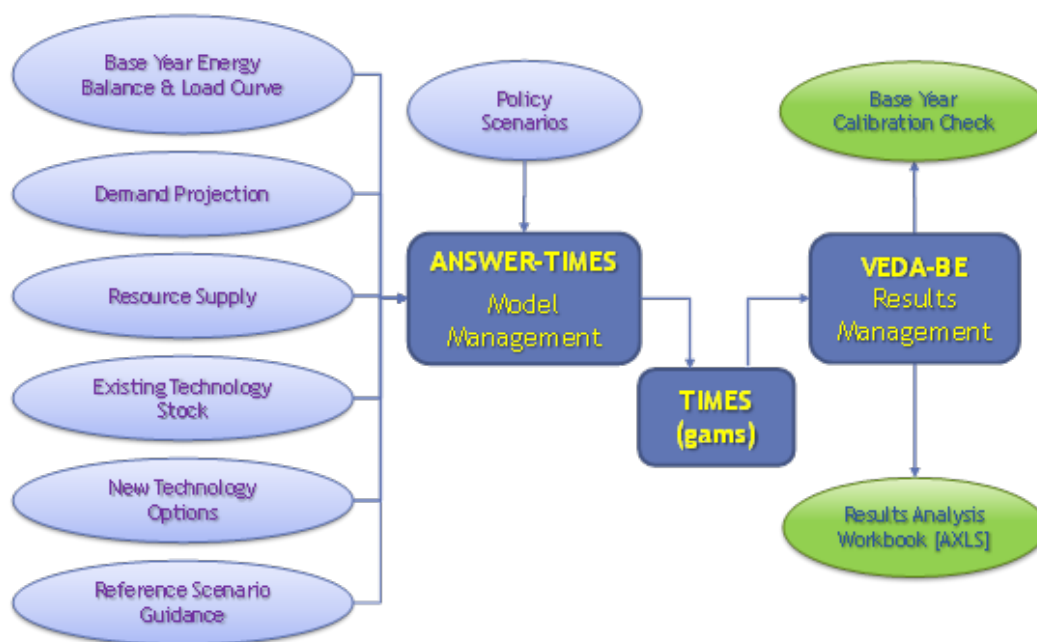 Base Year Energy
Balance & Load Curve
Demand Projection
Resource Supply
Existing Technology
Stock
New Technology
Options
Reference Scenario
Guidance
Policy
Scenarios
ANSWER-TIMES
Model
Management
TIMES
(gams)
VEDA-BE
Results
Management
Base Year
Calibration Check
Results Analysis
Workbook [AXLS]